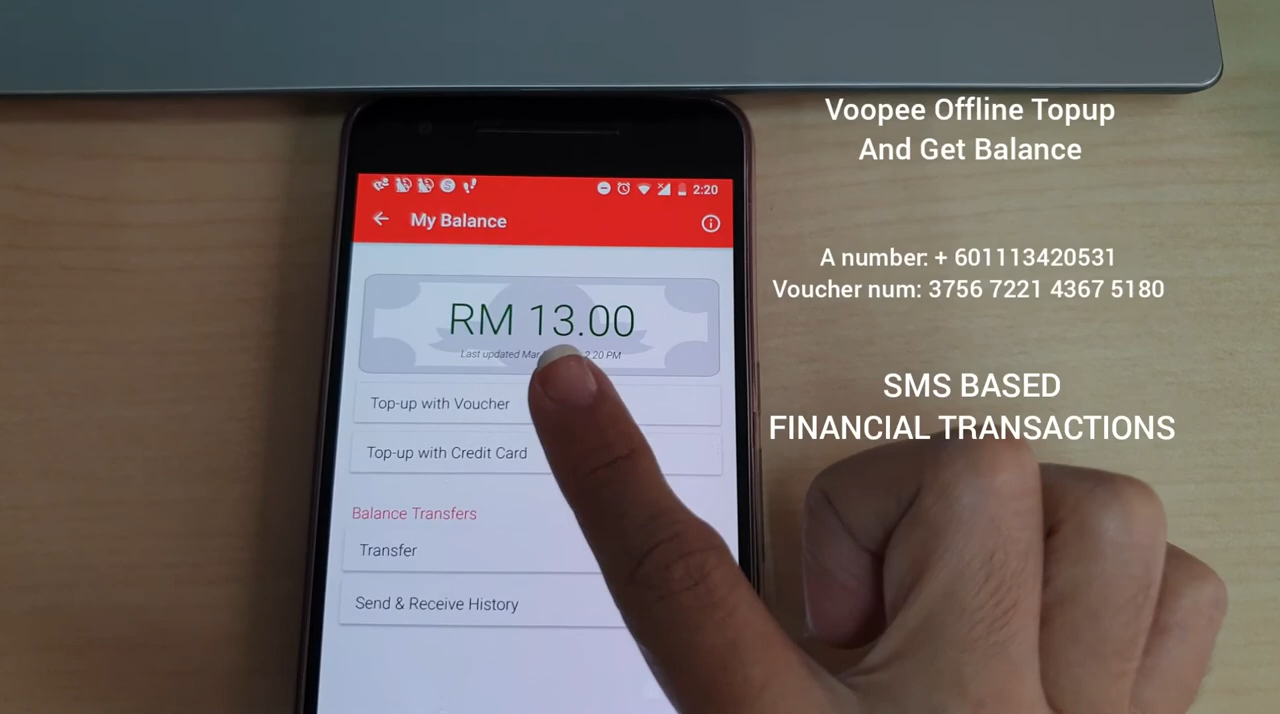 Voopee Offline Topup
And Get Balance
A number: + 601113420531
Voucher num: 3756 7221 4367 5180
SMS BASED
FINANCIAL TRANSACTIONS
2:20
My Balance
RM 13.00
Last updated Mar 2:20 PM
Top-up with Voucher
Top-up with Credit Card
Balance Transfers
Transfer
Send & Receive History